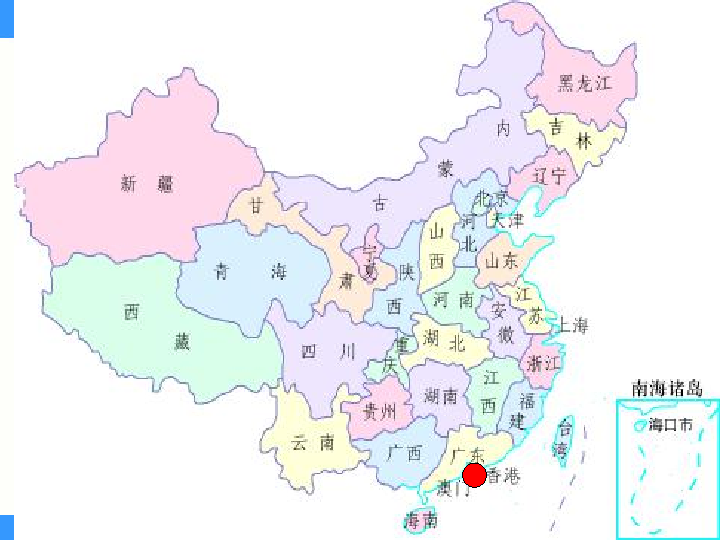 黑龙江
吉林
辽宁
内蒙古
新疆
甘肃
北京
天津
河北
山西
宁夏
陕西
青海
山东
西藏
河南
江苏
安徽
上海
四川
重庆
湖北
浙江
湖南
江西
福建
贵州
云南
广西
广东
台湾
香港
澳门
海南
南海诸岛
海口市